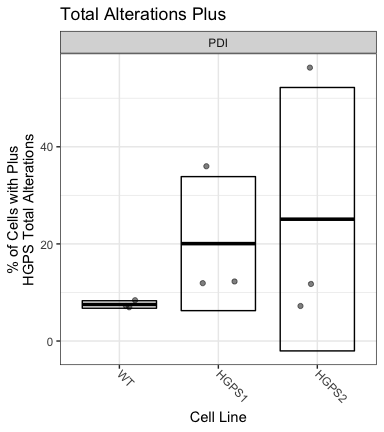 Total Alterations Plus
PDI
% of Cells with Plus
HGPS Total Alterations
40
20
0
WT
HGPS1
HGPS2
Cell Line